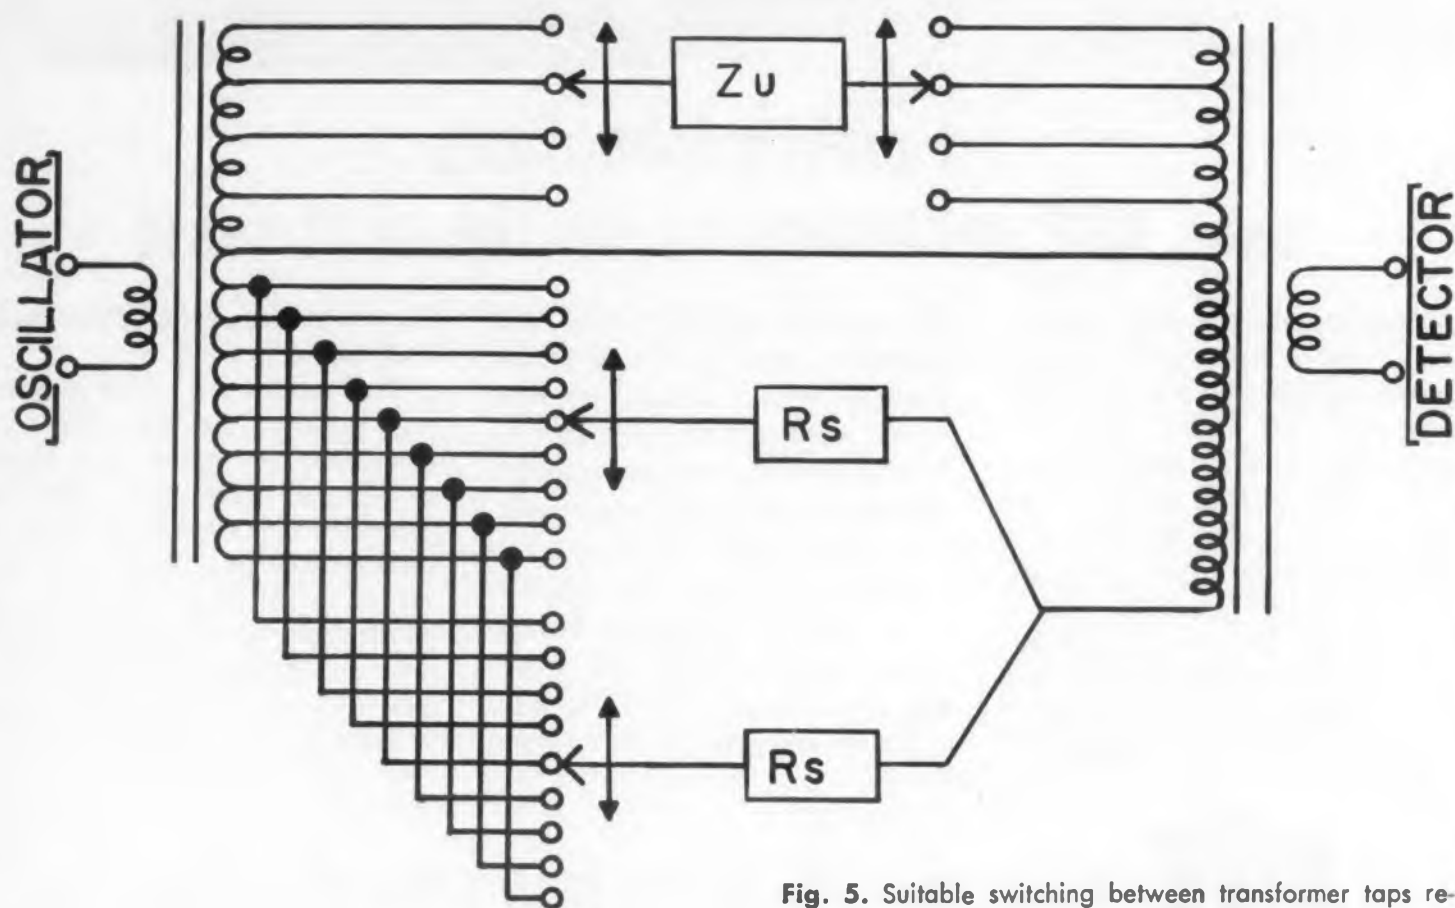 OSCILLATOR
Zu
Rs
Rs
DETECTOR
Fig. 5. Suitable switching between transformer taps re-